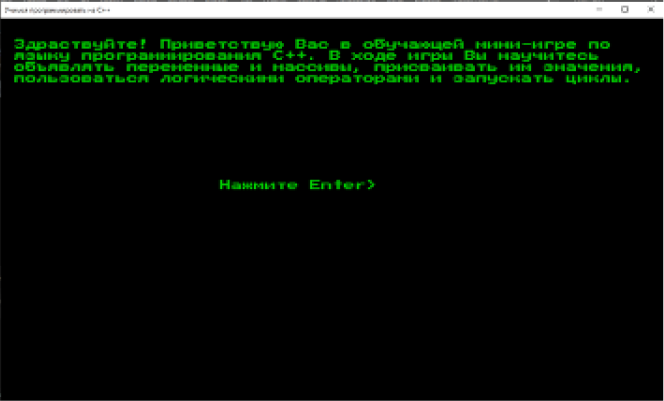 Учимся программировать на C++
Здраствуйте! Приветствую Вас в обучающей мини-игре по
языку программирования C++. В ходе игры Вы научитесь
объявлять переменные и массивы, присваивать им значения,
пользоваться логическими операторами и запускать циклы.
Нажмите Enter>